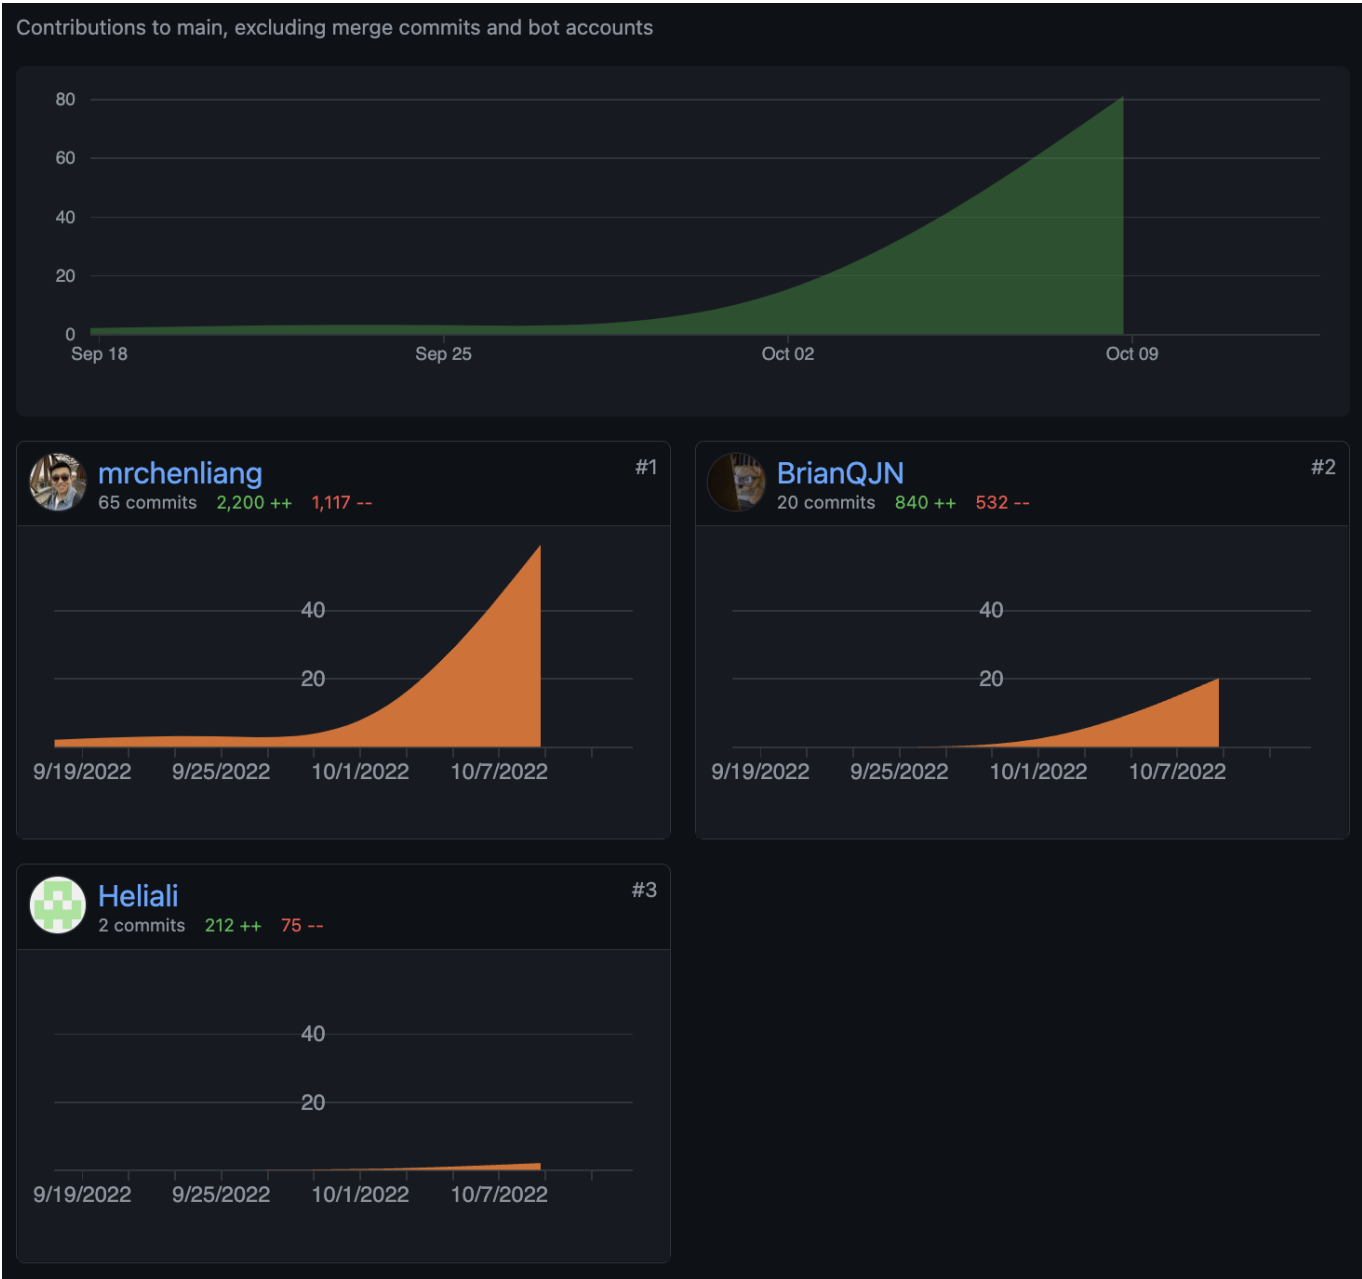 Contributions to main, excluding merge commits and bot accounts
80
60
40
20
0
Sep 18 Sep 25 Oct 02 Oct 09
mrchenliang #1
65 commits 2,200 ++ 1,117 --
40
20
9/19/2022 9/25/2022 10/1/2022 10/7/2022
BrianQJN #2
20 commits 840 ++ 532 --
40
20
9/19/2022 9/25/2022 10/1/2022 10/7/2022
Heliali #3
2 commits 212 ++ 75 --
40
20
9/19/2022 9/25/2022 10/1/2022 10/7/2022